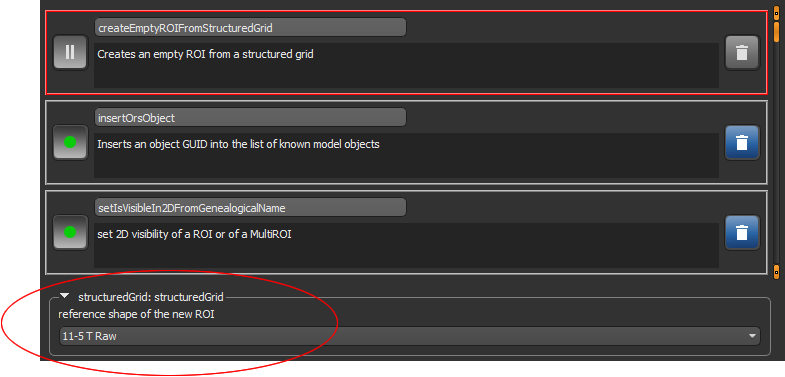 createEmptyROIFromStructuredGrid
Creates an empty ROI from a structured grid
insertOrsObject
Inserts an object GUID into the list of known model objects
setIsVisibleIn2DFromGenealogicalName
set 2D visibility of a ROI or of a MultiROI
structuredGrid: structuredGrid
reference shape of the new ROI
11-5 T Raw